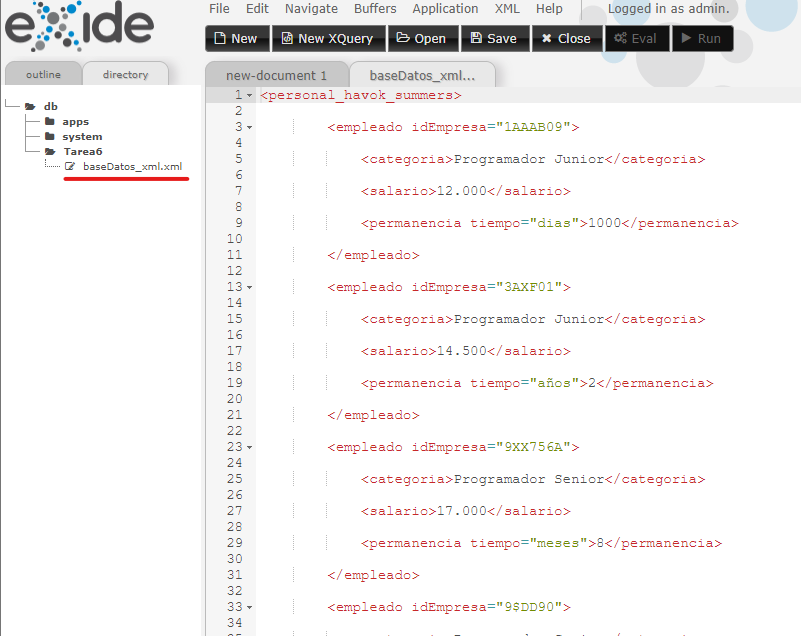 eXide
File Edit Navigate Buffers Application XML Help Logged in as admin.
New New XQuery Open Save Close Eval Run
outline directory
new-document 1 baseDatos_xml...
db
apps
system
Tarea6
baseDatos_xml.xml
1 <personal_havok_summers>
2
3 <empleado idEmpresa="1AAAB09">
4
5 <categoria>Programador Junior</categoria>
6
7 <salario>12.000</salario>
8
9 <permanencia tiempo="dias">1000</permanencia>
10
11 </empleado>
12
13 <empleado idEmpresa="3AXF01">
14
15 <categoria>Programador Junior</categoria>
16
17 <salario>14.500</salario>
18
19 <permanencia tiempo="años">2</permanencia>
20
21 </empleado>
22
23 <empleado idEmpresa="9XX756A">
24
25 <categoria>Programador Senior</categoria>
26
27 <salario>17.000</salario>
28
29 <permanencia tiempo="meses">8</permanencia>
30
31 </empleado>
32
33 <empleado idEmpresa="9$DD90">
34